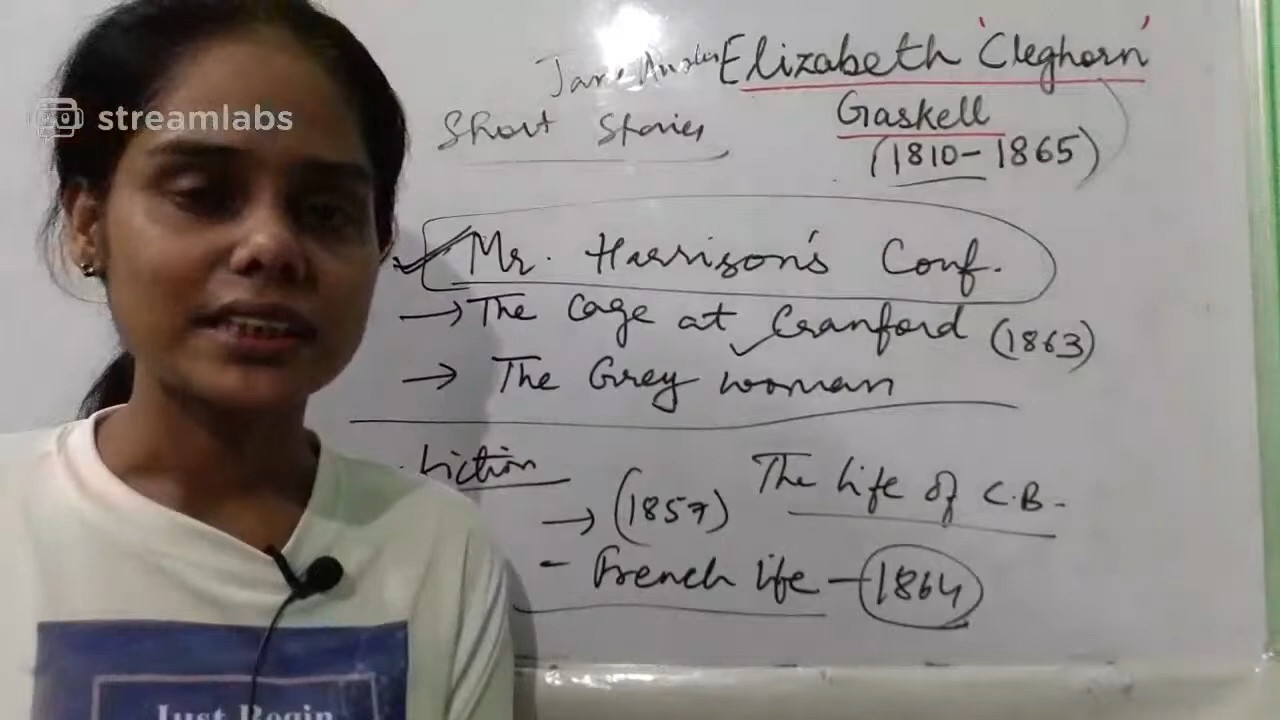 streamlabs
Jane Austen Elizabeth 'Cleghorn'
Short Stories
Gaskell
(1810-1865)
Mr. Harrison's Conf.
→ The Cage at Cranford (1863)
→ The Grey woman
fiction
→ (1857) The life of C.B.
- French life - 1864
Just Begin